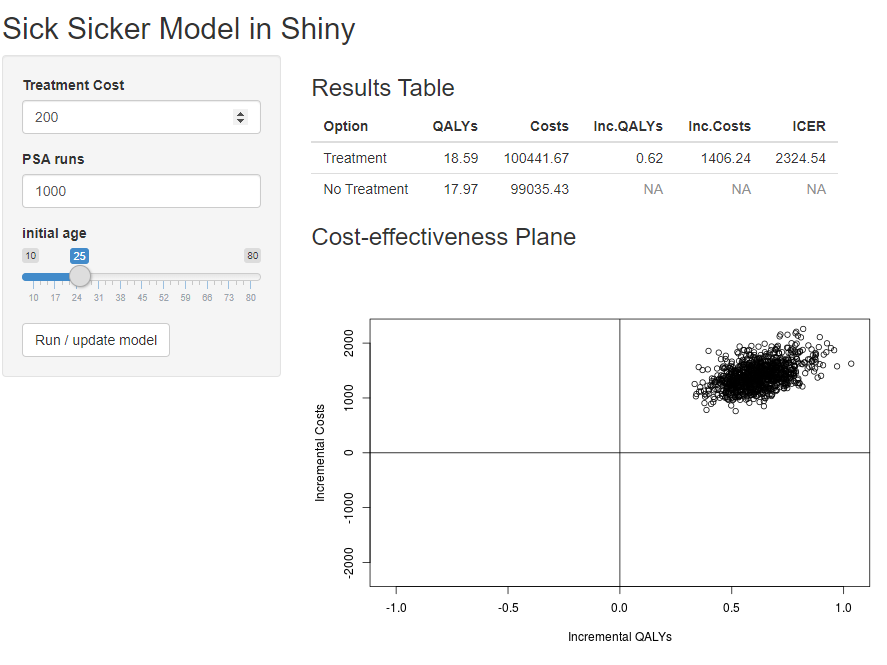 Sick Sicker Model in Shiny
Treatment Cost
200
PSA runs
1000
initial age
10 25 80
10 17 24 31 38 45 52 59 66 73 80
Run / update model
Results Table
Option QALYs Costs Inc.QALYs Inc.Costs ICER
Treatment 18.59 100441.67 0.62 1406.24 2324.54
No Treatment 17.97 99035.43 NA NA NA
Cost-effectiveness Plane
Incremental Costs
2000
1000
0
-1000
-2000
-1.0 -0.5 0.0 0.5 1.0
Incremental QALYs